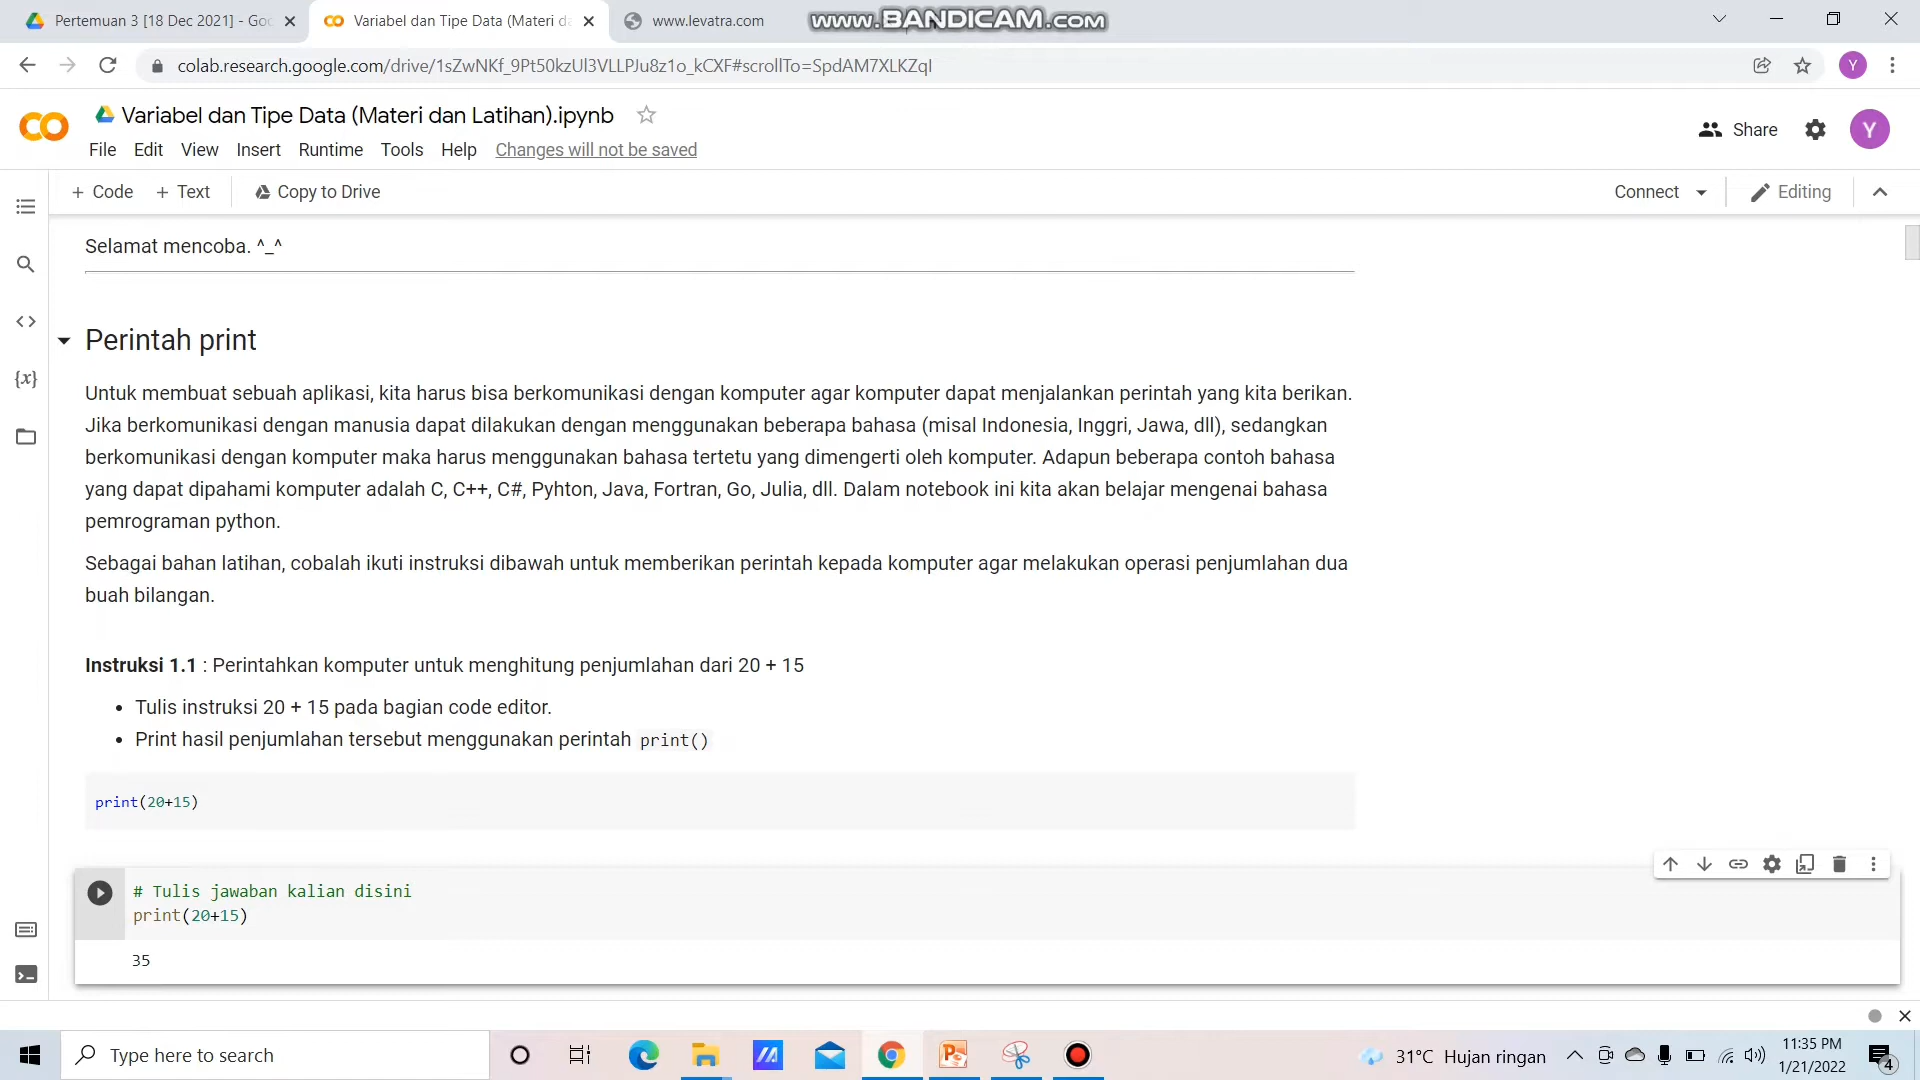 Pertemuan 3 [18 Dec 2021] - Goo
Variabel dan Tipe Data (Materi da
www.levatra.com
www.BANDICAM.com
colab.research.google.com/drive/1sZwNKf_9Pt50kzUl3VLLPJu8z1o_kCXF#scrollTo=SpdAM7XLKZqI
Y
Variabel dan Tipe Data (Materi dan Latihan).ipynb
Share
Y
File Edit View Insert Runtime Tools Help Changes will not be saved
+ Code + Text Copy to Drive
Connect
Editing
Selamat mencoba. ^_^
Perintah print
Untuk membuat sebuah aplikasi, kita harus bisa berkomunikasi dengan komputer agar komputer dapat menjalankan perintah yang kita berikan.
Jika berkomunikasi dengan manusia dapat dilakukan dengan menggunakan beberapa bahasa (misal Indonesia, Inggri, Jawa, dll), sedangkan
berkomunikasi dengan komputer maka harus menggunakan bahasa tertetu yang dimengerti oleh komputer. Adapun beberapa contoh bahasa
yang dapat dipahami komputer adalah C, C++, C#, Pyhton, Java, Fortran, Go, Julia, dll. Dalam notebook ini kita akan belajar mengenai bahasa
pemrograman python.
Sebagai bahan latihan, cobalah ikuti instruksi dibawah untuk memberikan perintah kepada komputer agar melakukan operasi penjumlahan dua
buah bilangan.
Instruksi 1.1 : Perintahkan komputer untuk menghitung penjumlahan dari 20 + 15
• Tulis instruksi 20 + 15 pada bagian code editor.
• Print hasil penjumlahan tersebut menggunakan perintah print()
print(20+15)
# Tulis jawaban kalian disini
print(20+15)
35
Type here to search
31°C Hujan ringan
11:35 PM
1/21/2022
4